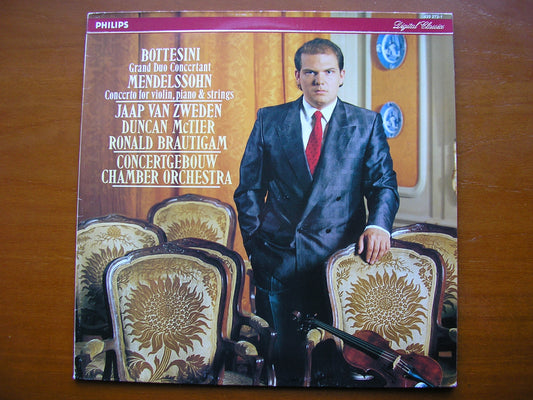 PHILIPS
Digital Classics
BOTTESINI
Grand Duo Concertant
MENDELSSOHN
Concerto for violin, piano & strings
JAAP VAN ZWEDEN
DUNCAN McTIER
RONALD BRAUTIGAM
CONCERTGEBOUW
CHAMBER ORCHESTRA